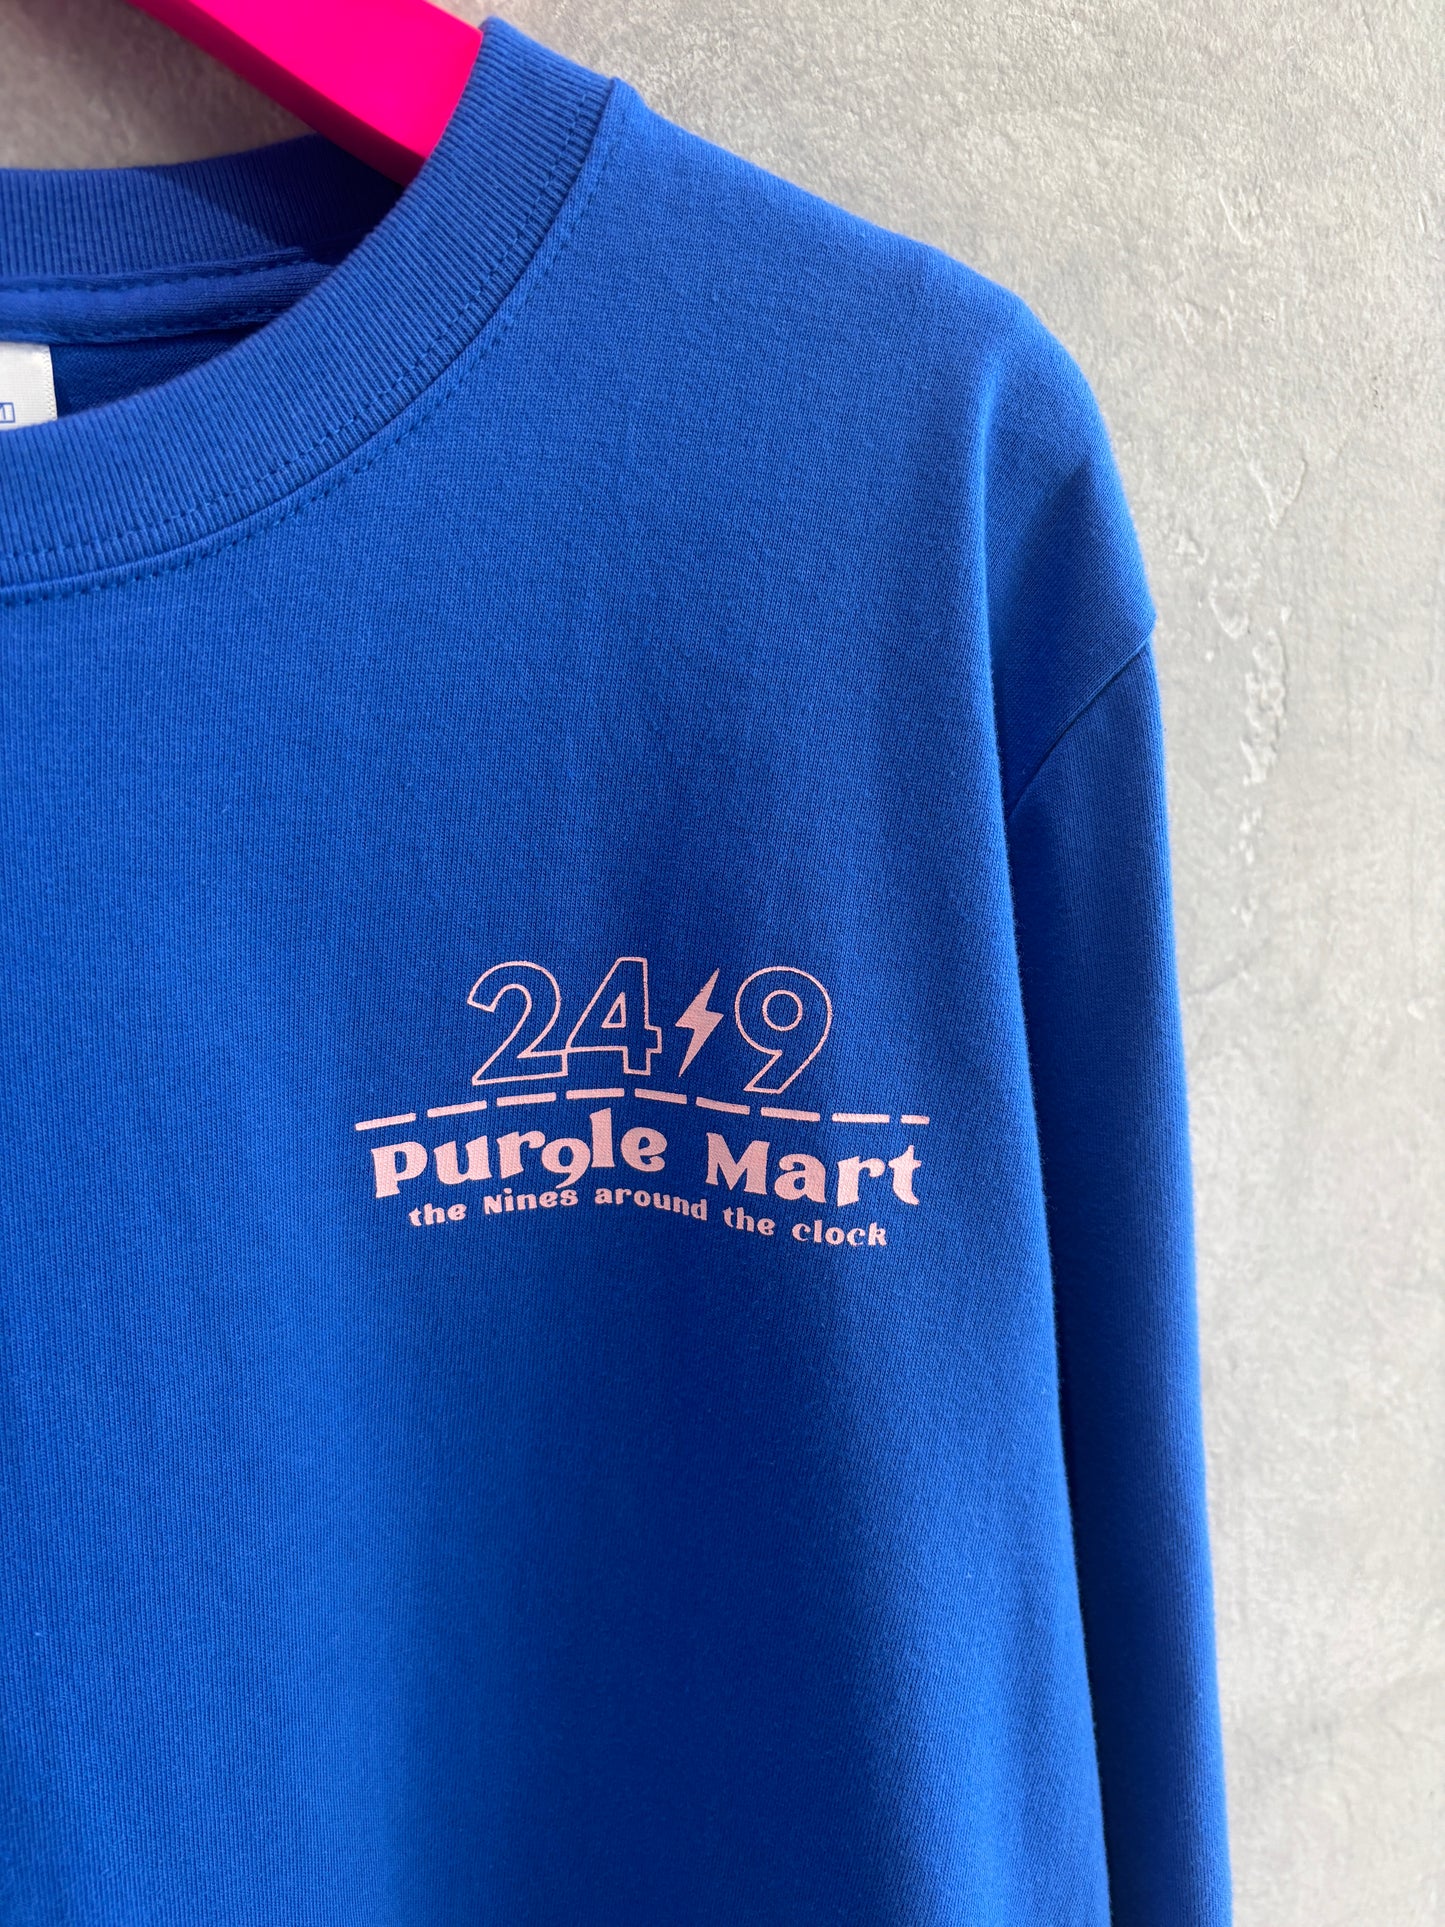 24⚡9
Pur9le Mart
the Nines around the clock